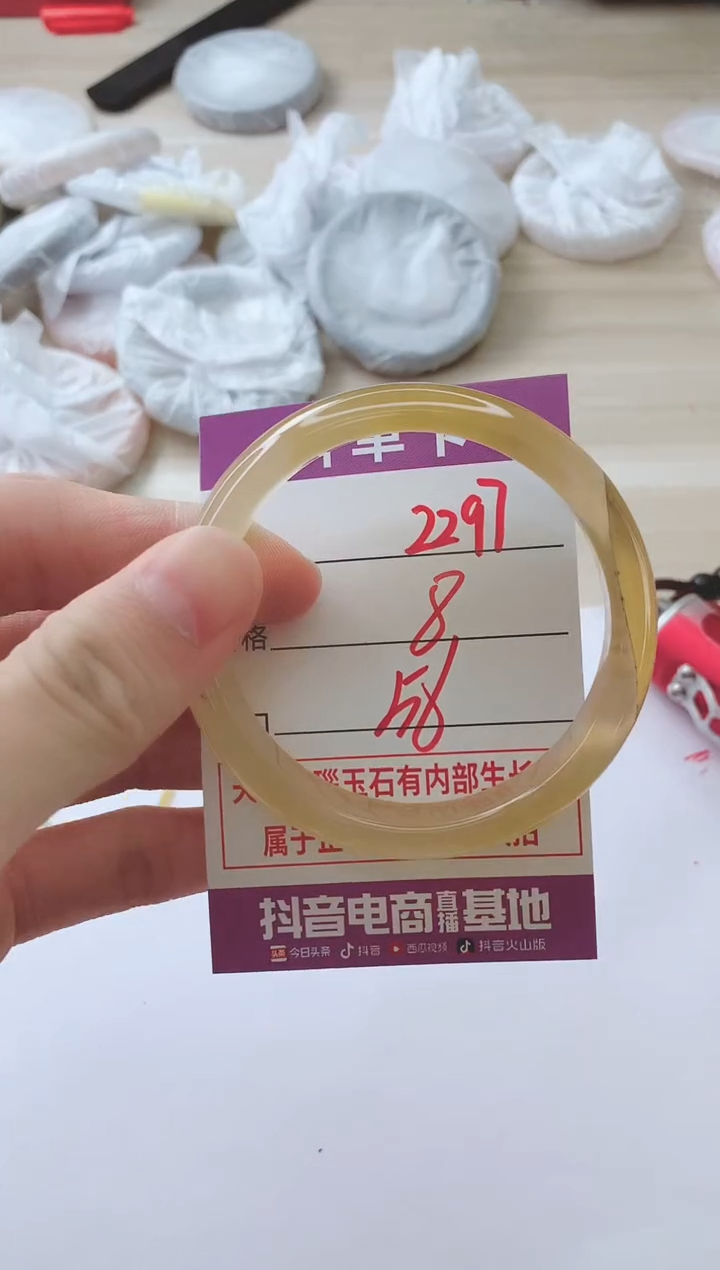 2297
格 8
58
瑙玉石有内部生长
属于
抖音电商直播基地
今日头条 抖音 西瓜视频 抖音火山版